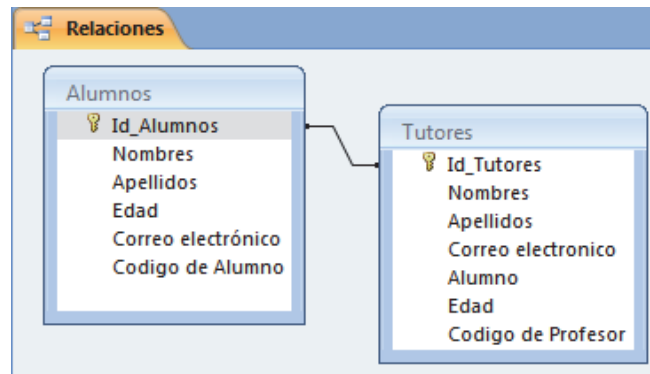 Relaciones
Alumnos
Id_Alumnos
Nombres
Apellidos
Edad
Correo electrónico
Codigo de Alumno
Tutores
Id_Tutores
Nombres
Apellidos
Correo electronico
Alumno
Edad
Codigo de Profesor